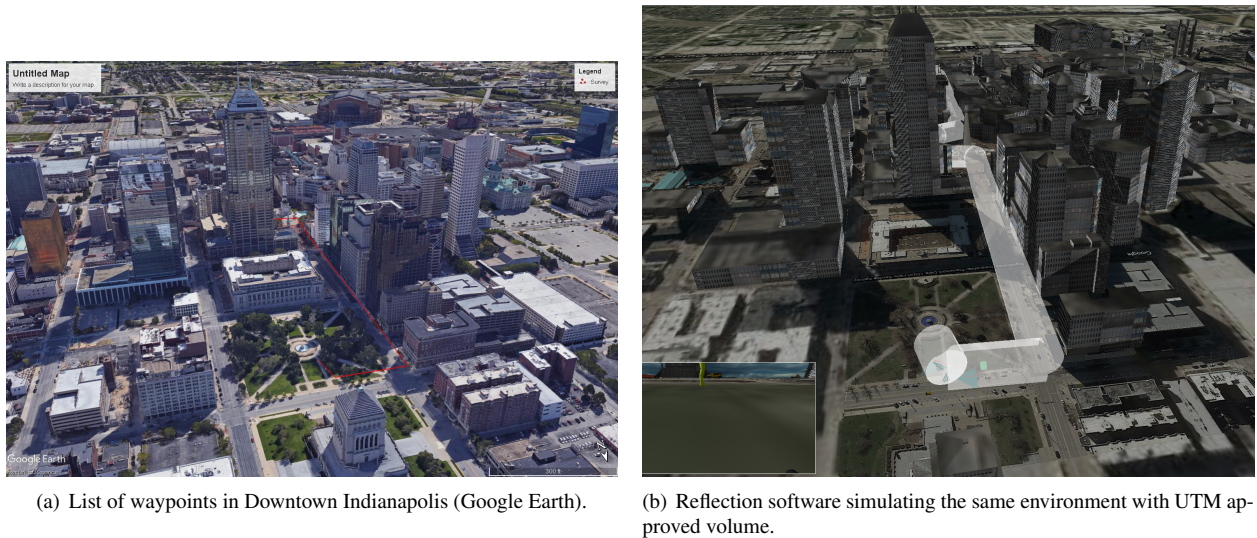 Untitled Map
Write a description for your map.
Legend
Survey
Google Earth
300 ft
N
Google
(a) List of waypoints in Downtown Indianapolis (Google Earth).
(b) Reflection software simulating the same environment with UTM ap-
proved volume.